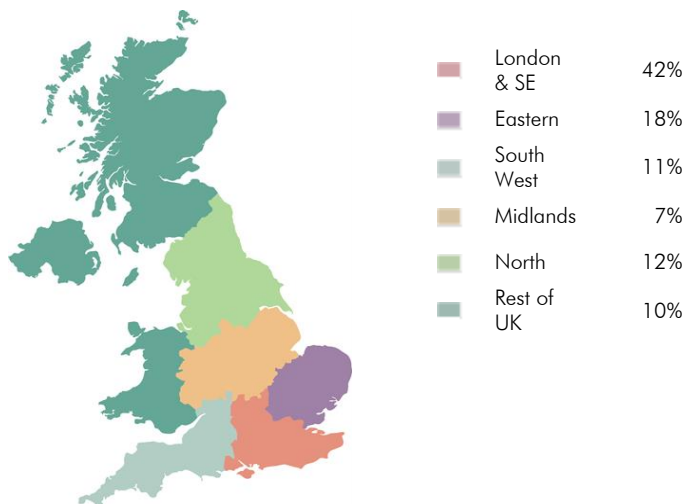 London
& SE 42%
Eastern 18%
South
West 11%
Midlands 7%
North 12%
Rest of
UK 10%